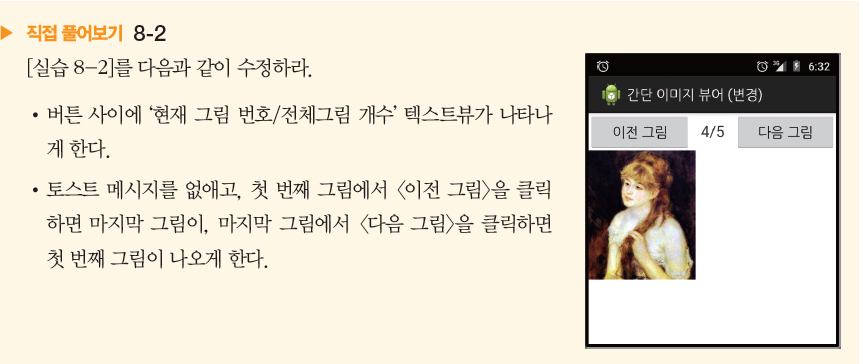 ▶ 직접 풀어보기 8-2
[실습 8-2]를 다음과 같이 수정하라.
• 버튼 사이에 ‘현재 그림 번호/전체그림 개수’ 텍스트뷰가 나타나
게 한다.
• 토스트 메시지를 없애고, 첫 번째 그림에서 〈이전 그림〉을 클릭
하면 마지막 그림이, 마지막 그림에서 〈다음 그림〉을 클릭하면
첫 번째 그림이 나오게 한다.
3G 6:32
간단 이미지 뷰어 (변경)
이전 그림 4/5 다음 그림